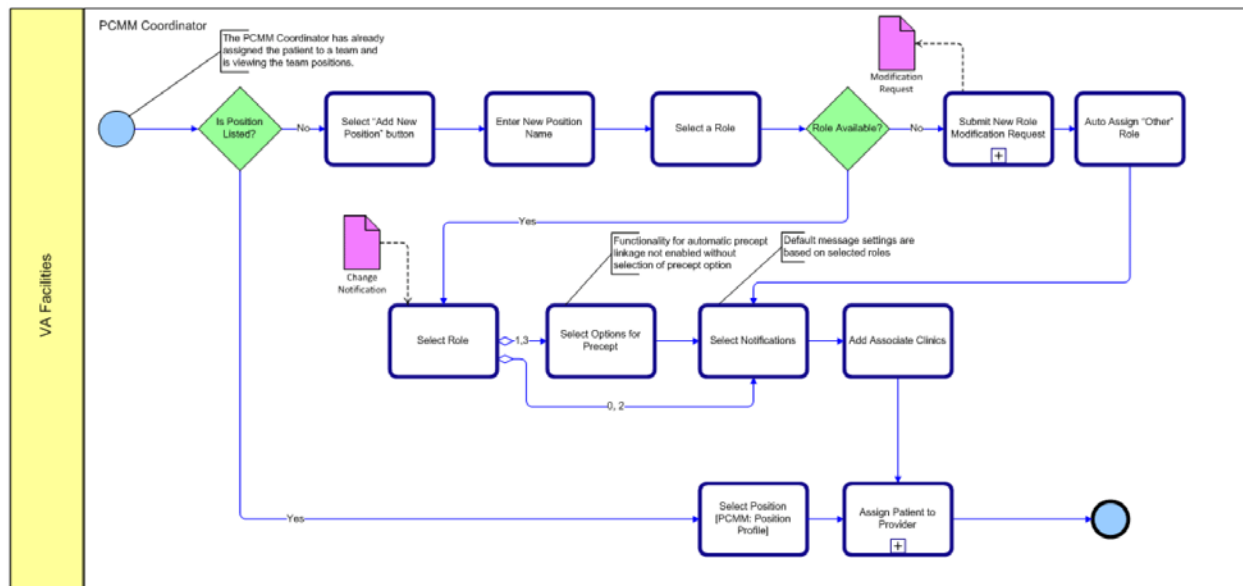 PCMM Coordinator
The PCMM Coordinator has already
assigned the patient to a team and
is viewing the team positions.
Modification
Request
Is Position
Listed?
No
Select "Add New
Position" button
Enter New Position
Name
Select a Role
Role Available?
No
Submit New Role
Modification Request
Auto Assign "Other"
Role
Yes
Change
Notification
Functionality for automatic precept
linkage not enabled without
selection of precept option
Default message settings are
based on selected roles
VA Facilities
Select Role
1,3
Select Options for
Precept
Select Notifications
Add Associate Clinics
0, 2
Yes
Select Position
[PCMM: Position
Profile]
Assign Patient to
Provider